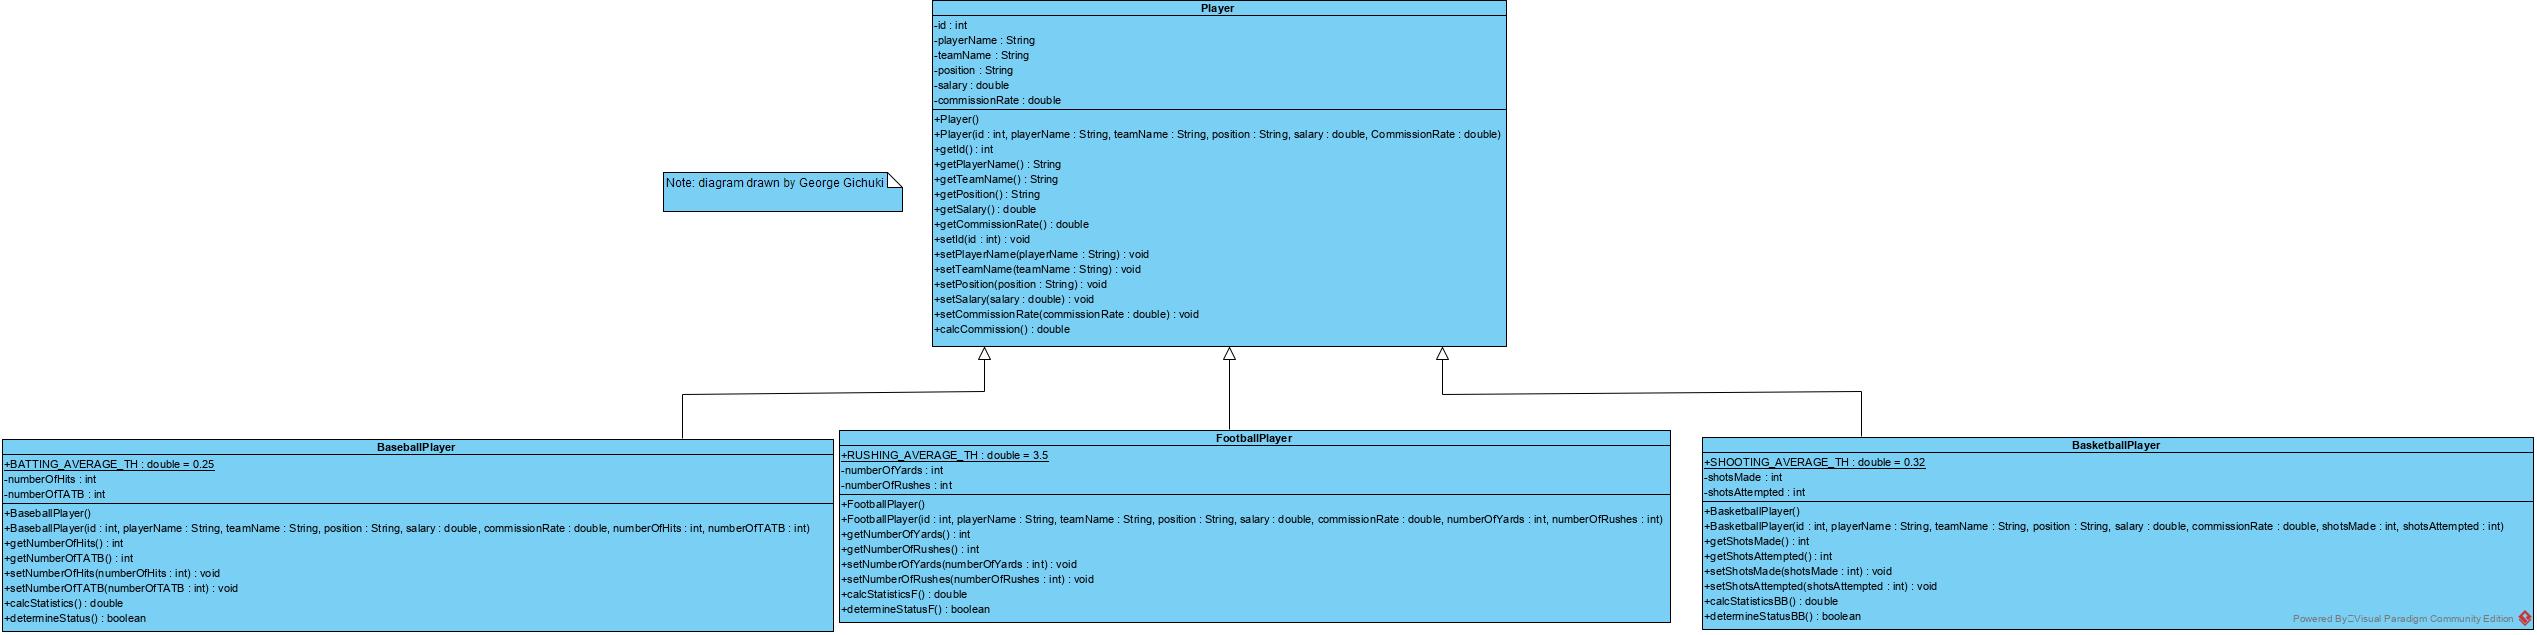 Player
-id : int
-playerName : String
-teamName : String
-position : String
-salary : double
-commissionRate : double
+Player()
+Player(id : int, playerName : String, teamName : String, position : String, salary : double, CommissionRate : double)
+getId() : int
+getPlayerName() : String
+getTeamName() : String
+getPosition() : String
+getSalary() : double
+getCommissionRate() : double
+setId(id : int) : void
+setPlayerName(playerName : String) : void
+setTeamName(teamName : String) : void
+setPosition(position : String) : void
+setSalary(salary : double) : void
+setCommissionRate(commissionRate : double) : void
+calcCommission() : double
Note: diagram drawn by George Gichuki
BaseballPlayer
+BATTING_AVERAGE_TH : double = 0.25
-numberOfHits : int
-numberOfTATB : int
+BaseballPlayer()
+BaseballPlayer(id : int, playerName : String, teamName : String, position : String, salary : double, commissionRate : double, numberOfHits : int, numberOfTATB : int)
+getNumberOfHits() : int
+getNumberOfTATB() : int
+setNumberOfHits(numberOfHits : int) : void
+setNumberOfTATB(numberOfTATB : int) : void
+calcStatistics() : double
+determineStatus() : boolean
FootballPlayer
+RUSHING_AVERAGE_TH : double = 3.5
-numberOfYards : int
-numberOfRushes : int
+FootballPlayer()
+FootballPlayer(id : int, playerName : String, teamName : String, position : String, salary : double, commissionRate : double, numberOfYards : int, numberOfRushes : int)
+getNumberOfYards() : int
+getNumberOfRushes() : int
+setNumberOfYards(numberOfYards : int) : void
+setNumberOfRushes(numberOfRushes : int) : void
+calcStatisticsF() : double
+determineStatusF() : boolean
BasketballPlayer
+SHOOTING_AVERAGE_TH : double = 0.32
-shotsMade : int
-shotsAttempted : int
+BasketballPlayer()
+BasketballPlayer(id : int, playerName : String, teamName : String, position : String, salary : double, commissionRate : double, shotsMade : int, shotsAttempted : int)
+getShotsMade() : int
+getShotsAttempted() : int
+setShotsMade(shotsMade : int) : void
+setShotsAttempted(shotsAttempted : int) : void
+calcStatisticsBB() : double
+determineStatusBB() : boolean
Powered By Visual Paradigm Community Edition